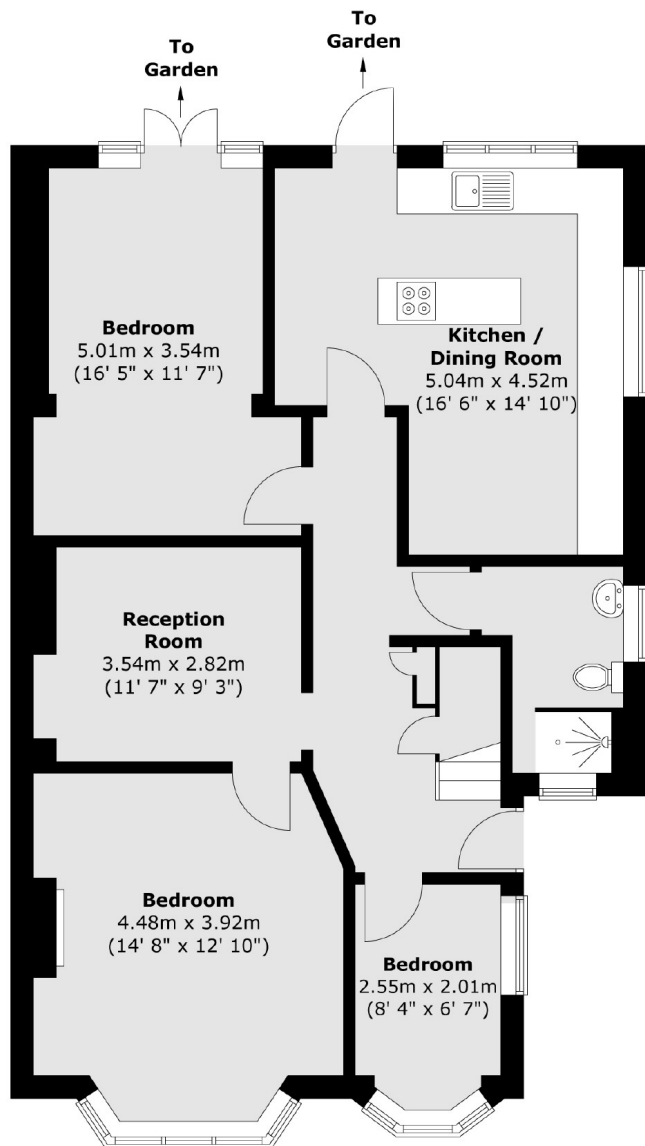 To
Garden
To
Garden
Bedroom
5.01m x 3.54m
(16' 5" x 11' 7")
Kitchen /
Dining Room
5.04m x 4.52m
(16' 6" x 14' 10")
Reception
Room
3.54m x 2.82m
(11' 7" x 9' 3")
Bedroom
4.48m x 3.92m
(14' 8" x 12' 10")
Bedroom
2.55m x 2.01m
(8' 4" x 6' 7")